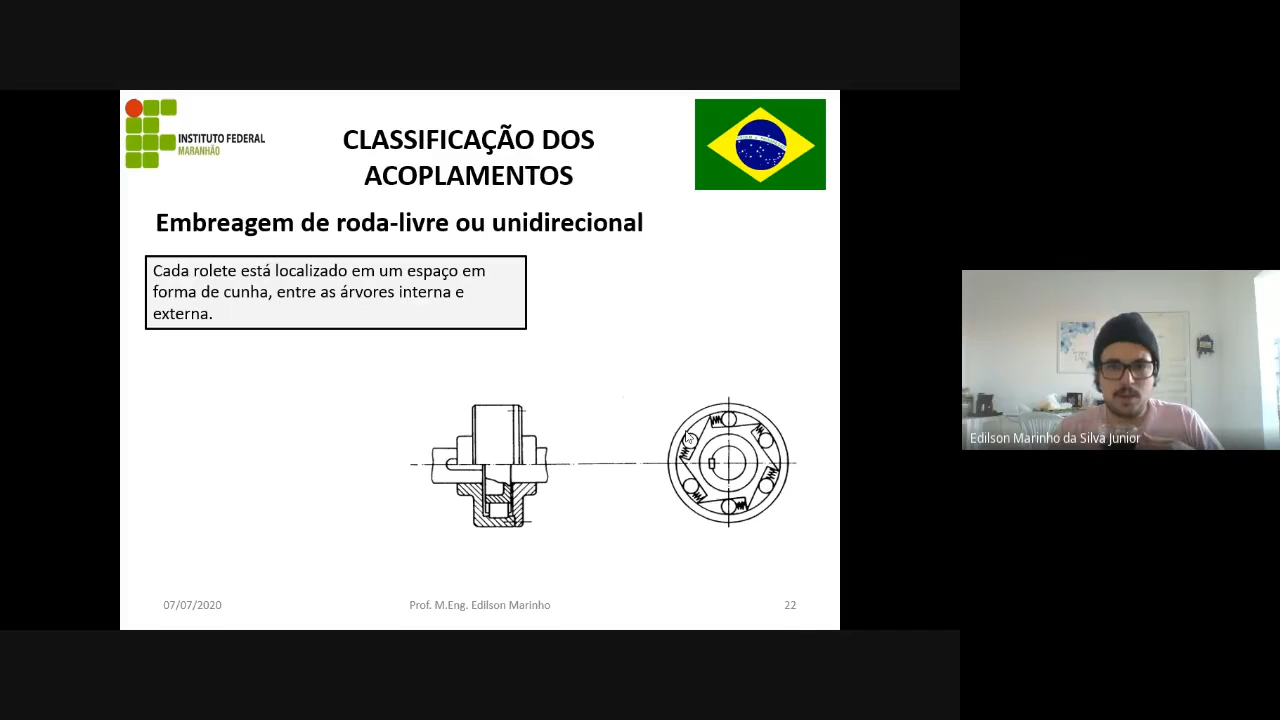 INSTITUTO FEDERAL
MARANHÃO
CLASSIFICAÇÃO DOS
ACOPLAMENTOS
Embreagem de roda-livre ou unidirecional
Cada rolete está localizado em um espaço em
forma de cunha, entre as árvores interna e
externa.
Edilson Marinho da Silva Junior
07/07/2020
Prof. M.Eng. Edilson Marinho
22